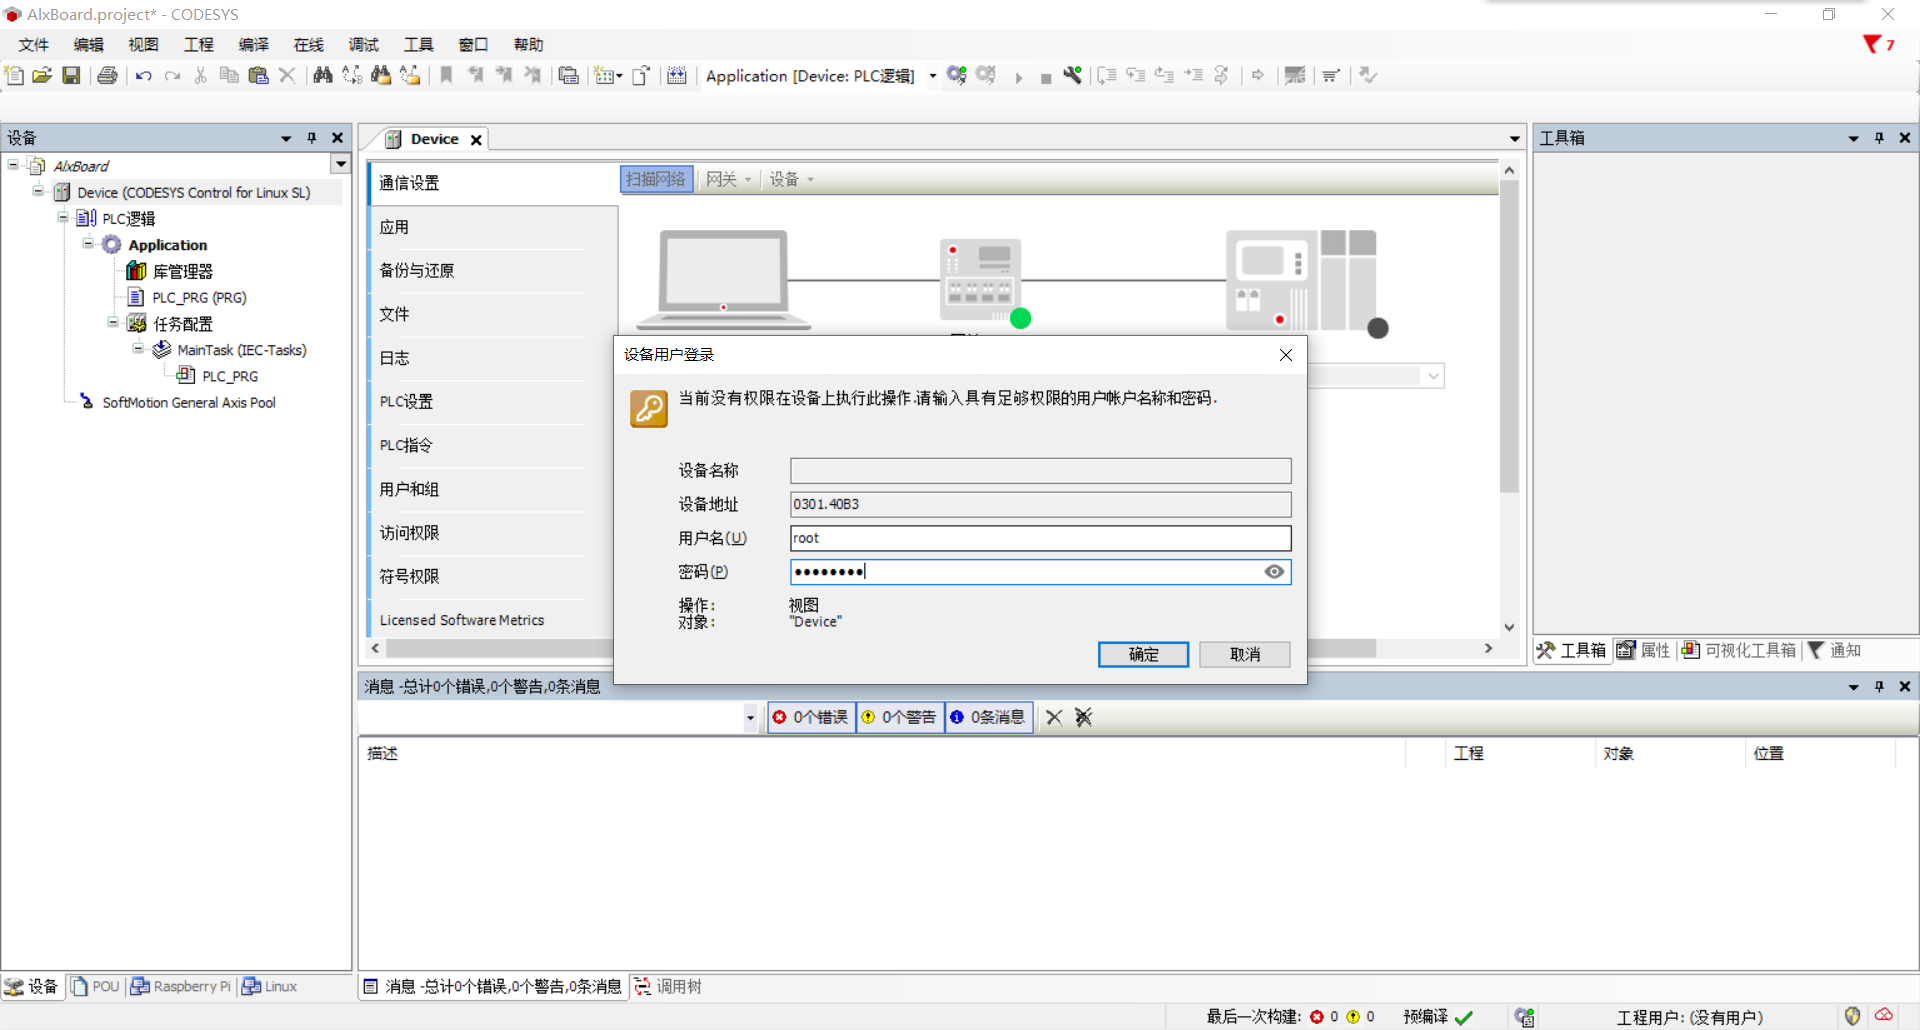 AlxBoard.project* - CODESYS
文件 编辑 视图 工程 编译 在线 调试 工具 窗口 帮助
7
Application [Device: PLC逻辑]
设备
AlxBoard
Device (CODESYS Control for Linux SL)
PLC逻辑
Application
库管理器
PLC_PRG (PRG)
任务配置
MainTask (IEC-Tasks)
PLC_PRG
SoftMotion General Axis Pool
Device
通信设置
应用
备份与还原
文件
日志
PLC设置
PLC指令
用户和组
访问权限
符号权限
Licensed Software Metrics
扫描网络 网关 设备
设备用户登录
当前没有权限在设备上执行此操作.请输入具有足够权限的用户帐户名称和密码.
设备名称
设备地址 0301.40B3
用户名(U) root
密码(P) ••••••••
操作: 视图
对象: "Device"
确定 取消
工具箱
工具箱 属性 可视化工具箱 通知
消息 -总计0个错误,0个警告,0条消息
0个错误 0个警告 0条消息
描述 工程 对象 位置
设备 POU Raspberry Pi Linux
消息 -总计0个错误,0个警告,0条消息 调用树
最后一次构建: 0 0 预编译 工程用户: (没有用户)